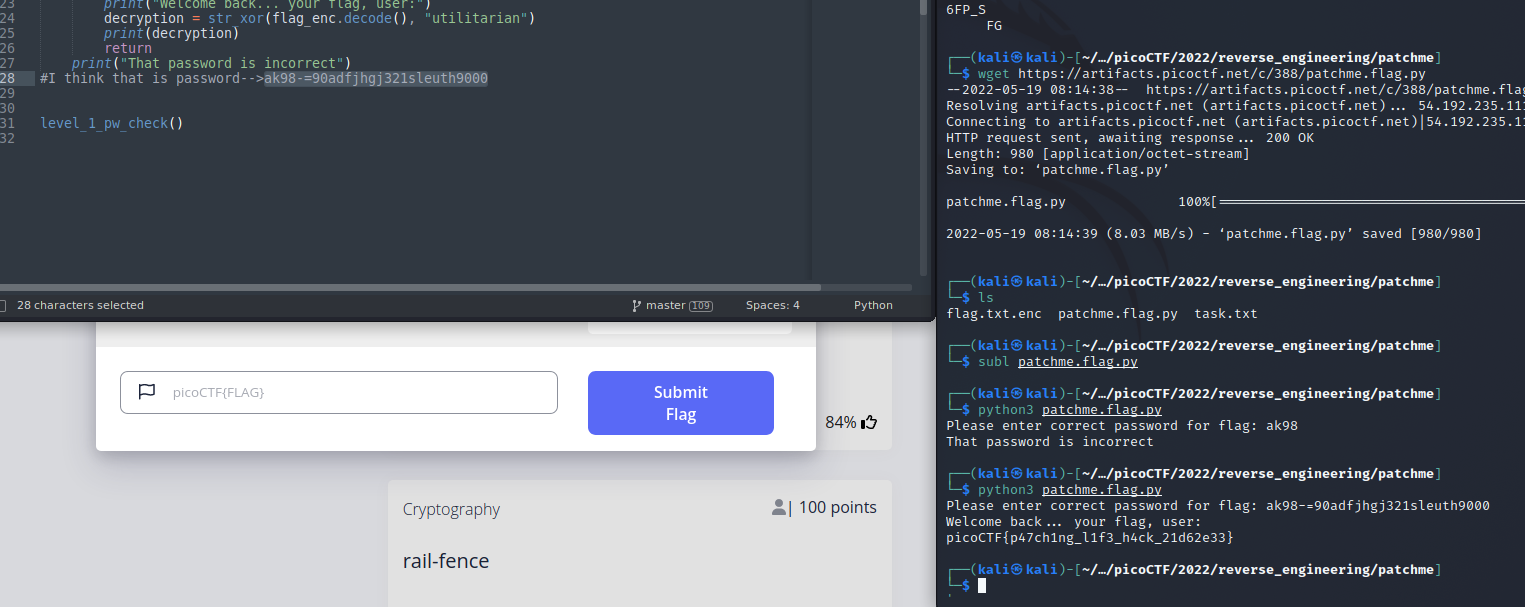 23 print("Welcome back... your flag, user:")
24 decryption = str_xor(flag_enc.decode(), "utilitarian")
25 print(decryption)
26 return
27 print("That password is incorrect")
28 #I think that is password-->ak98-=90adfjhgj321sleuth9000
29
30
31 level_1_pw_check()
32
28 characters selected
master 109
Spaces: 4
Python
picoCTF{FLAG}
Submit
Flag
84%
Cryptography
100 points
rail-fence
6FP_S
FG
┌──(kali㉿kali)-[~/…/picoCTF/2022/reverse_engineering/patchme]
└─$ wget https://artifacts.picoctf.net/c/388/patchme.flag.py
--2022-05-19 08:14:38-- https://artifacts.picoctf.net/c/388/patchme.flag
Resolving artifacts.picoctf.net (artifacts.picoctf.net)... 54.192.235.11
Connecting to artifacts.picoctf.net (artifacts.picoctf.net)|54.192.235.11
HTTP request sent, awaiting response... 200 OK
Length: 980 [application/octet-stream]
Saving to: ‘patchme.flag.py’
patchme.flag.py 100%[
2022-05-19 08:14:39 (8.03 MB/s) - ‘patchme.flag.py’ saved [980/980]
┌──(kali㉿kali)-[~/…/picoCTF/2022/reverse_engineering/patchme]
└─$ ls
flag.txt.enc patchme.flag.py task.txt
┌──(kali㉿kali)-[~/…/picoCTF/2022/reverse_engineering/patchme]
└─$ subl patchme.flag.py
┌──(kali㉿kali)-[~/…/picoCTF/2022/reverse_engineering/patchme]
└─$ python3 patchme.flag.py
Please enter correct password for flag: ak98
That password is incorrect
┌──(kali㉿kali)-[~/…/picoCTF/2022/reverse_engineering/patchme]
└─$ python3 patchme.flag.py
Please enter correct password for flag: ak98-=90adfjhgj321sleuth9000
Welcome back... your flag, user:
picoCTF{p47ch1ng_l1f3_h4ck_21d62e33}
┌──(kali㉿kali)-[~/…/picoCTF/2022/reverse_engineering/patchme]
└─$